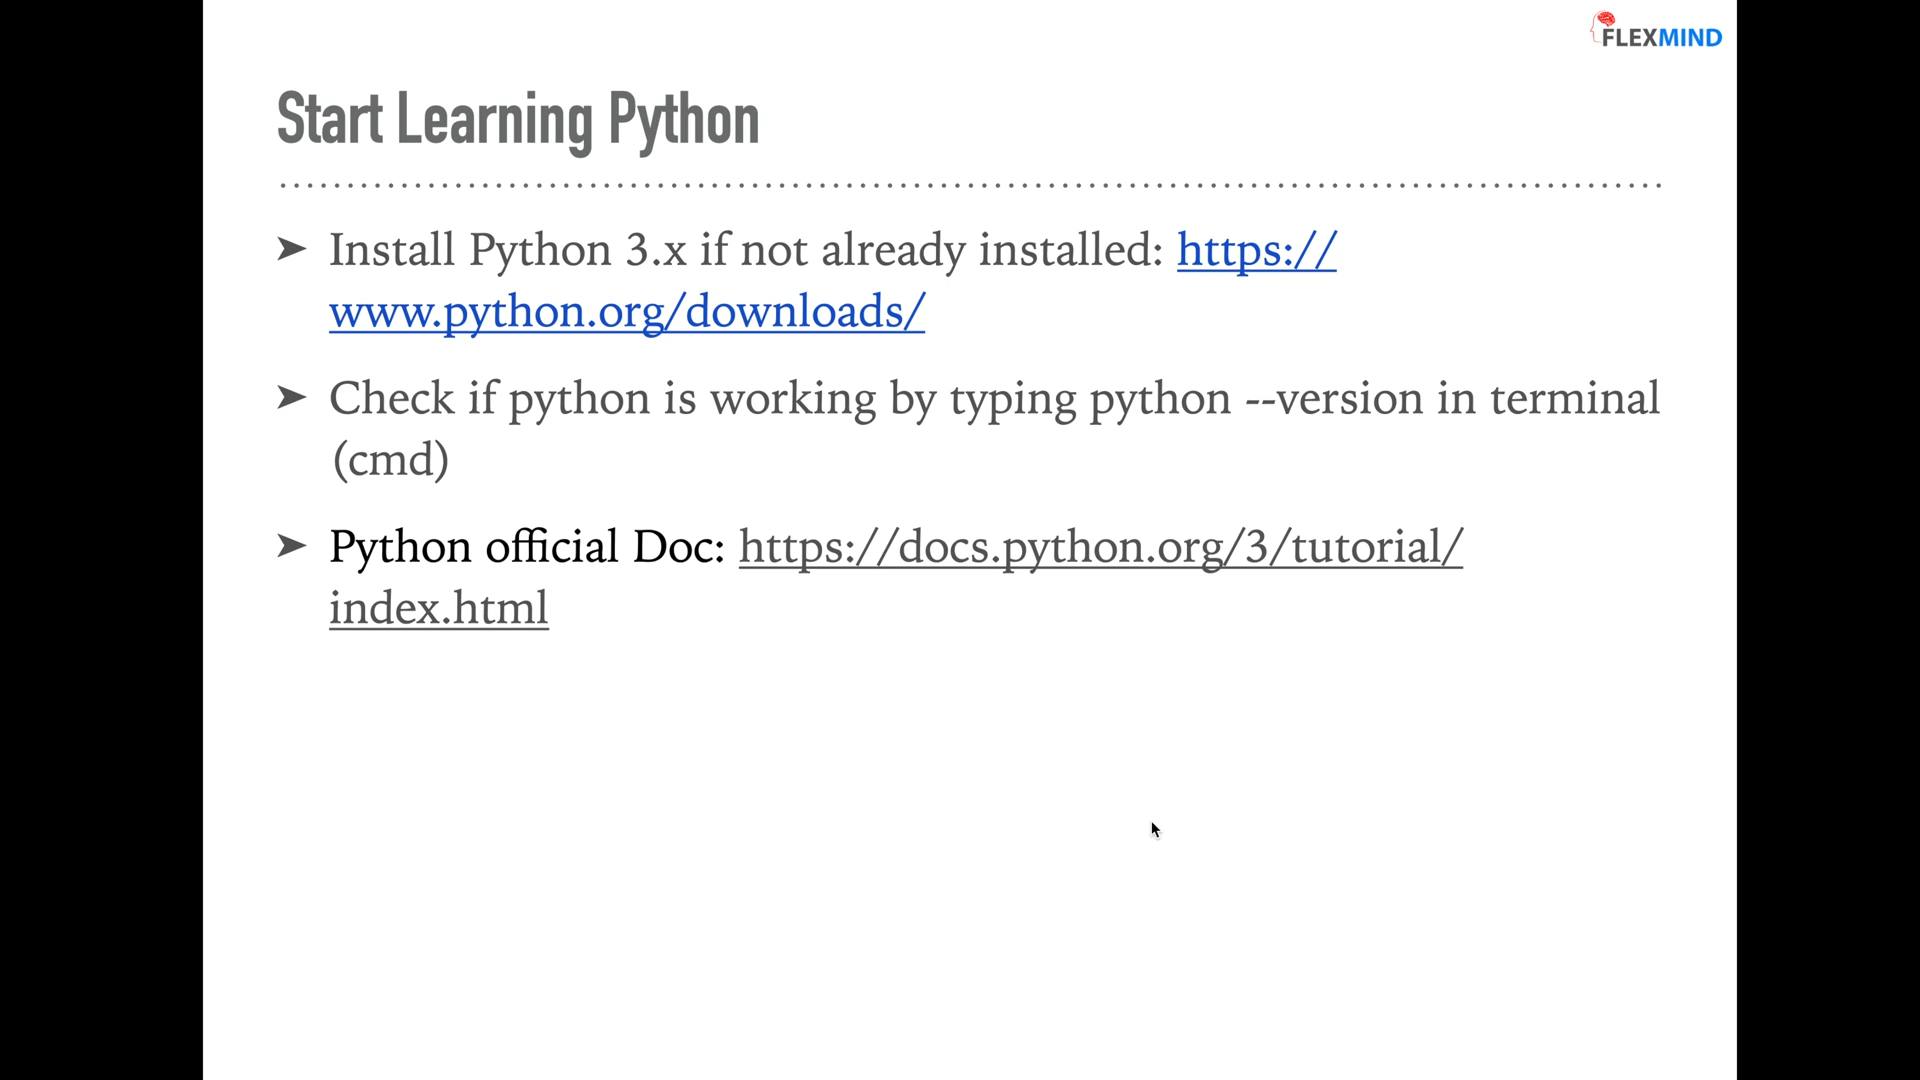 FLEXMIND
Start Learning Python
➤ Install Python 3.x if not already installed: https://
www.python.org/downloads/
➤ Check if python is working by typing python --version in terminal
(cmd)
➤ Python official Doc: https://docs.python.org/3/tutorial/
index.html